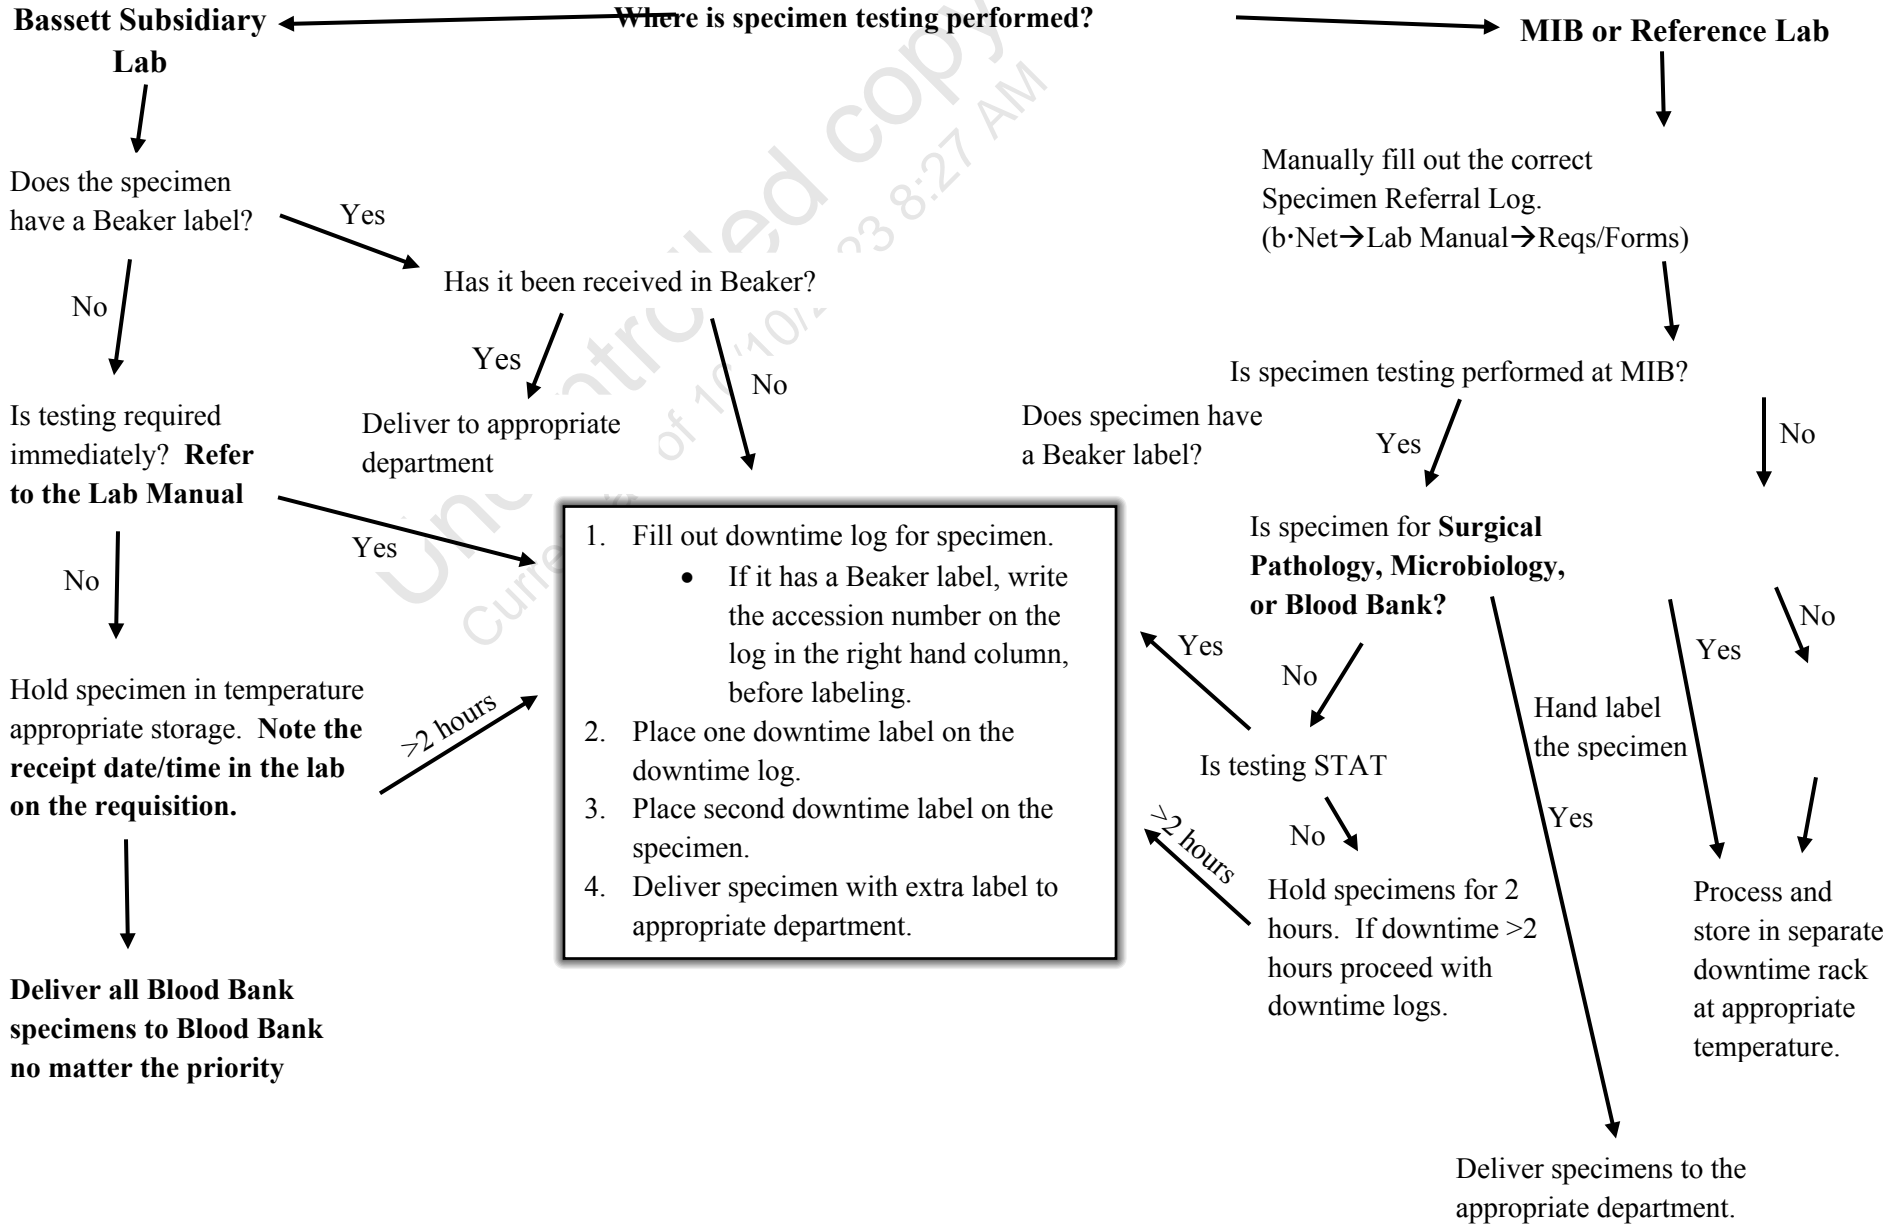 Where is specimen testing performed?
Bassett Subsidiary
Lab
MIB or Reference Lab
Does the specimen
have a Beaker label?
Yes
No
Has it been received in Beaker?
Yes
No
Deliver to appropriate
department
Is testing required
immediately? Refer
to the Lab Manual
Yes
No
Hold specimen in temperature
appropriate storage. Note the
receipt date/time in the lab
on the requisition.
>2 hours
Deliver all Blood Bank
specimens to Blood Bank
no matter the priority
1. Fill out downtime log for specimen.
• If it has a Beaker label, write
the accession number on the
log in the right hand column,
before labeling.
2. Place one downtime label on the
downtime log.
3. Place second downtime label on the
specimen.
4. Deliver specimen with extra label to
appropriate department.
Manually fill out the correct
Specimen Referral Log.
(b·Net→Lab Manual→Reqs/Forms)
Is specimen testing performed at MIB?
Does specimen have
a Beaker label?
Yes
No
Is specimen for Surgical
Pathology, Microbiology,
or Blood Bank?
Yes
No
Yes
No
Is testing STAT
Hand label
the specimen
No
Yes
>2 hours
Hold specimens for 2
hours. If downtime >2
hours proceed with
downtime logs.
Process and
store in separate
downtime rack
at appropriate
temperature.
Deliver specimens to the
appropriate department.
copy
8:27 AM